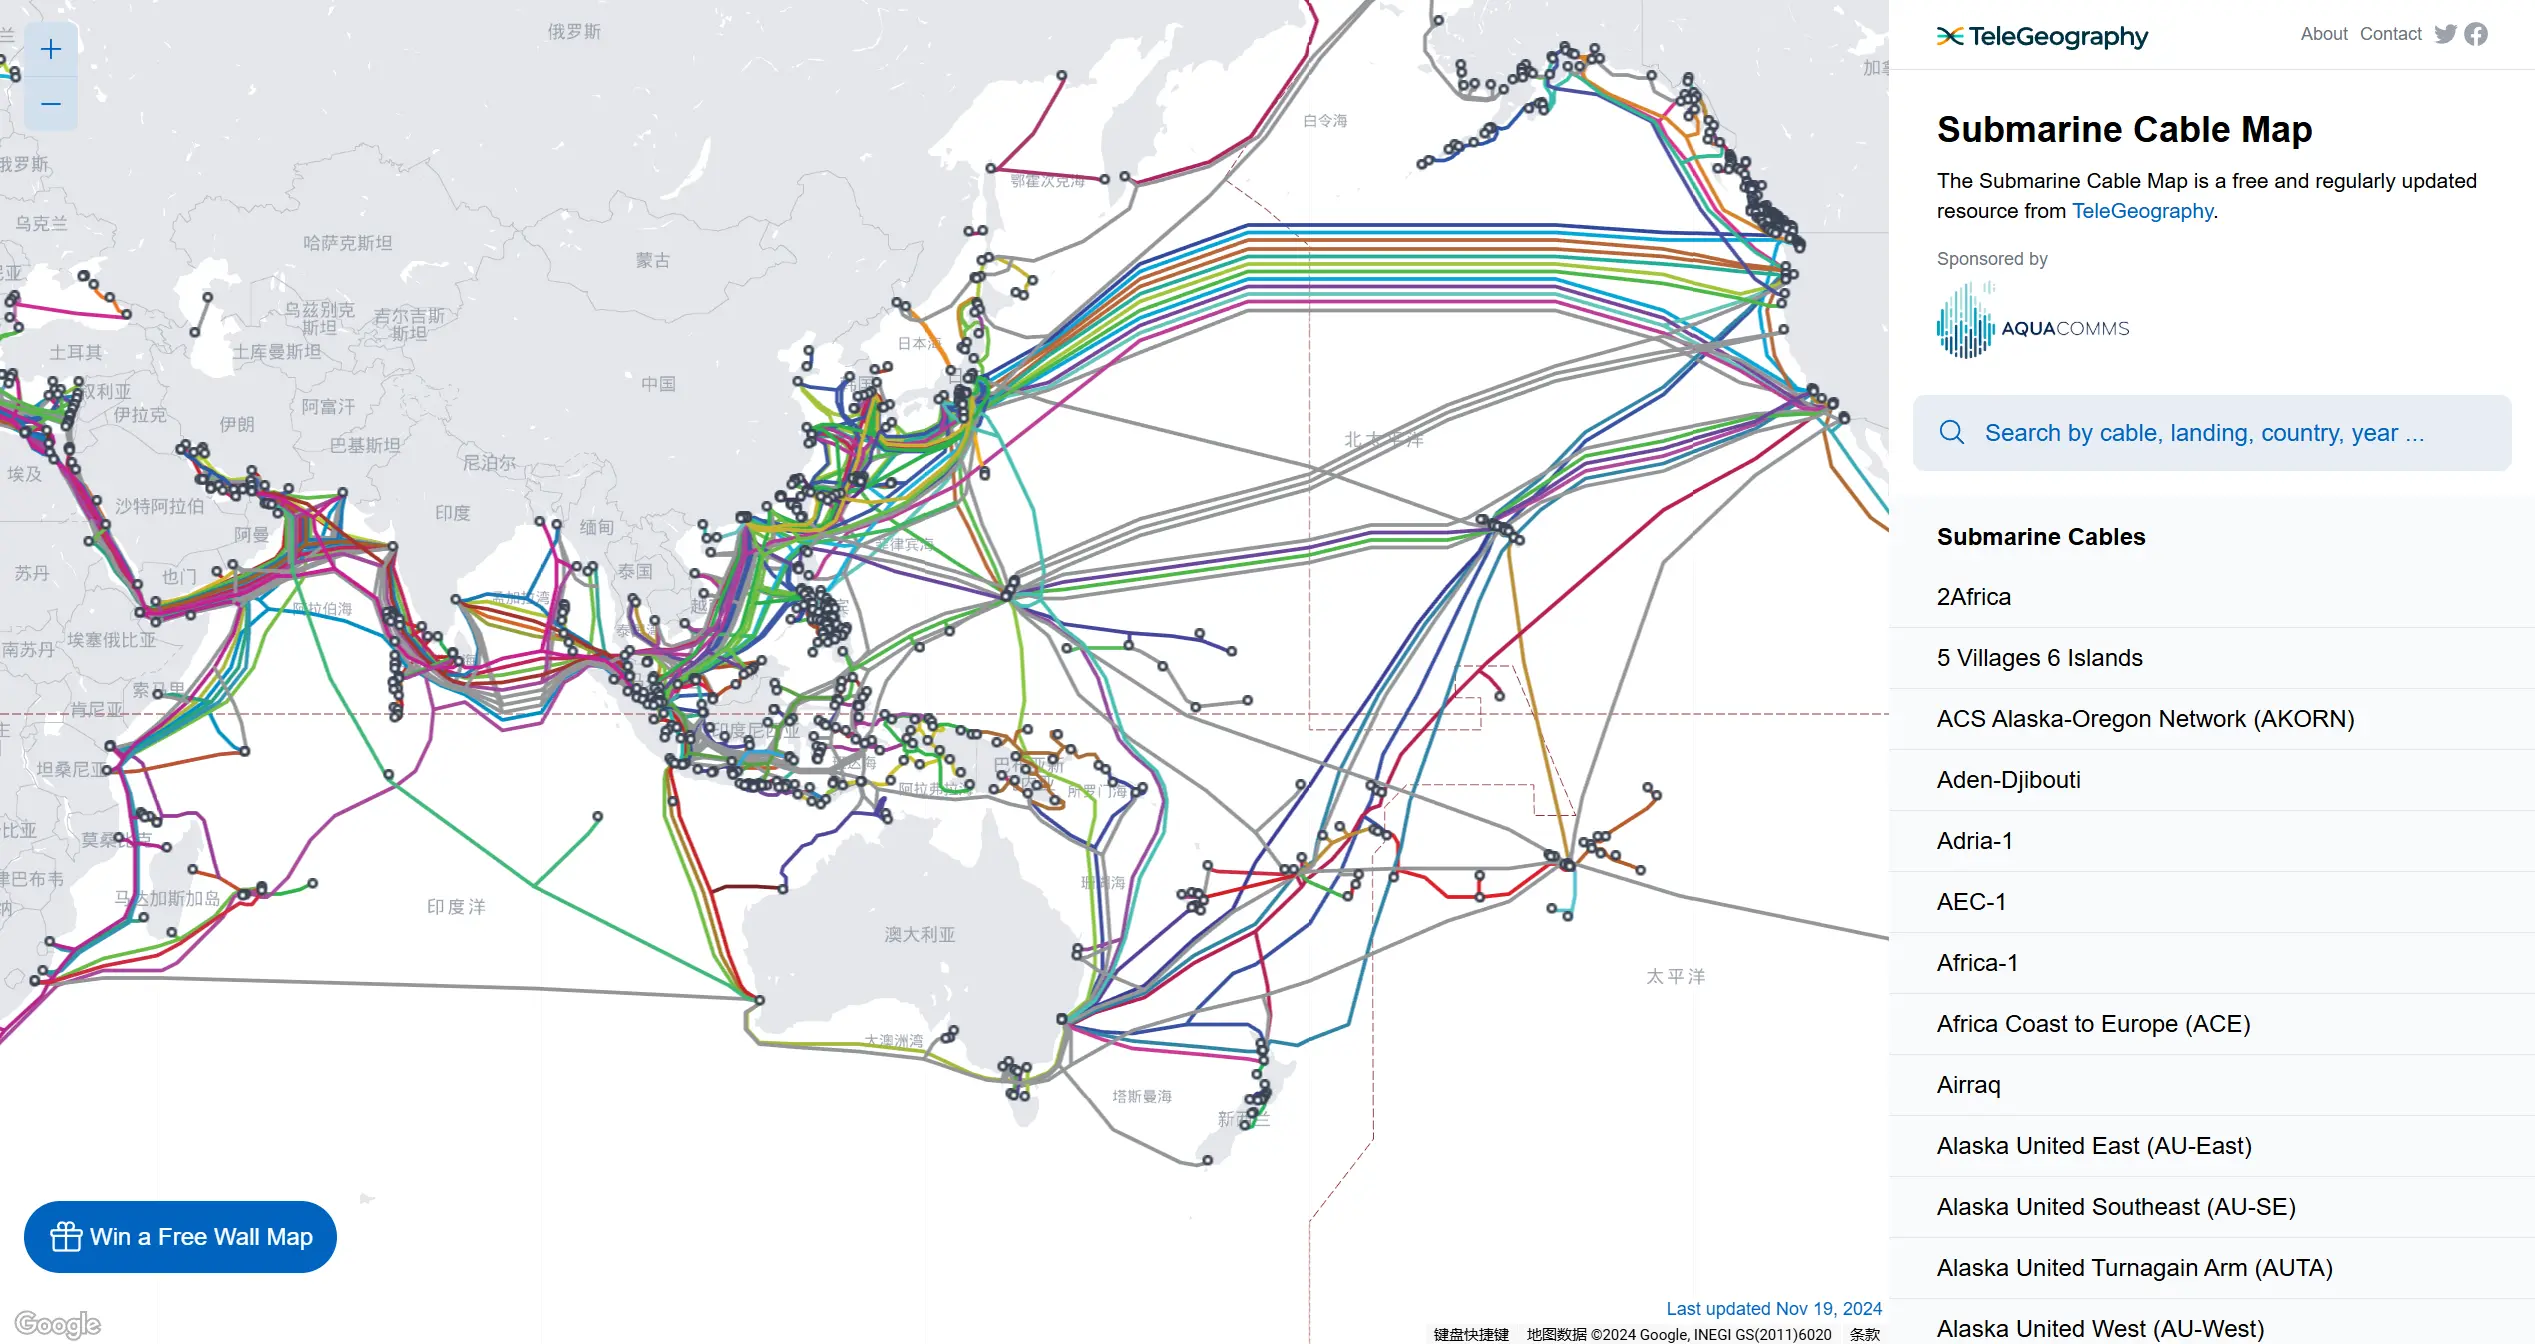 俄罗斯
白令海
俄罗斯
鄂霍次克海
乌克兰
哈萨克斯坦
蒙古
乌兹别克
斯坦
吉尔吉斯
斯坦
土耳其
土库曼斯坦
日本海
中国
叙利亚
伊拉克
阿富汗
伊朗
巴基斯坦
北太平洋
埃及
尼泊尔
沙特阿拉伯
印度
缅甸
阿曼
菲律宾海
苏丹
也门
泰国
阿拉伯海
孟加拉湾
埃塞俄比亚
南苏丹
索马里
肯尼亚
印度尼西亚
坦桑尼亚
阿拉弗拉海
所罗门海
莫桑比克
津巴布韦
马达加斯加岛
珊瑚海
印度洋
澳大利亚
太平洋
大澳洲湾
塔斯曼海
新西兰
Win a Free Wall Map
Google
Last updated Nov 19, 2024
键盘快捷键 地图数据 ©2024 Google, INEGI GS(2011)6020 条款
TeleGeography
About Contact
Submarine Cable Map
The Submarine Cable Map is a free and regularly updated
resource from TeleGeography.
Sponsored by
AQUACOMMS
Search by cable, landing, country, year ...
Submarine Cables
2Africa
5 Villages 6 Islands
ACS Alaska-Oregon Network (AKORN)
Aden-Djibouti
Adria-1
AEC-1
Africa-1
Africa Coast to Europe (ACE)
Airraq
Alaska United East (AU-East)
Alaska United Southeast (AU-SE)
Alaska United Turnagain Arm (AUTA)
Alaska United West (AU-West)